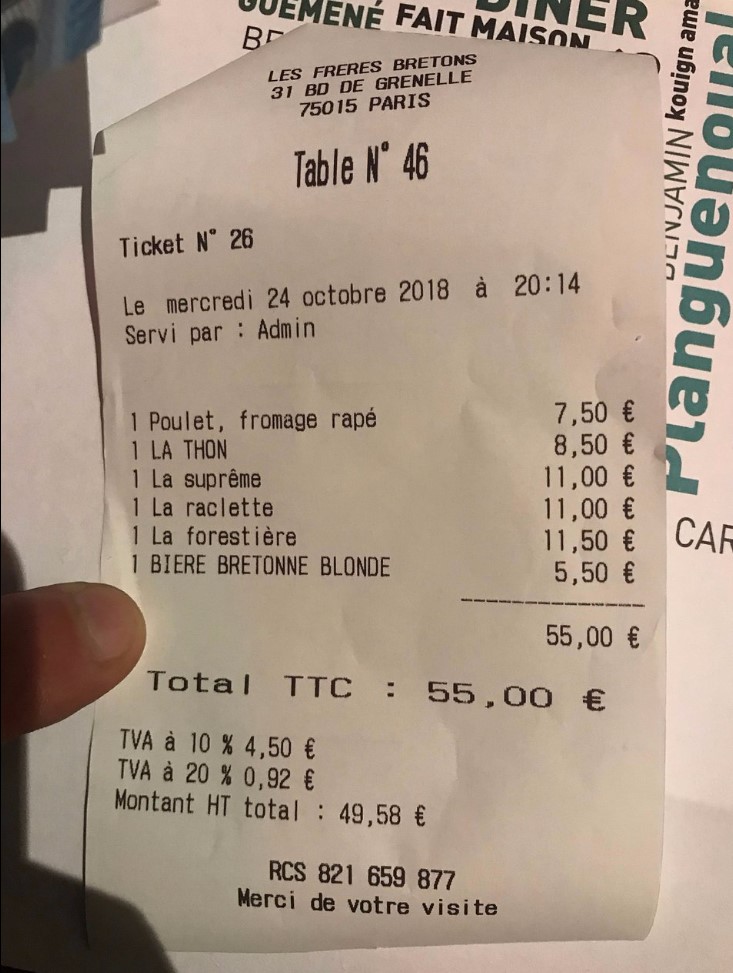 GUEMENÉ FAIT MAISON
DINER
LES FRERES BRETONS
31 BD DE GRENELLE
75015 PARIS
Table N° 46
Ticket N° 26
Le mercredi 24 octobre 2018 à 20:14
Servi par : Admin
1 Poulet, fromage rapé 7,50 €
1 LA THON 8,50 €
1 La suprême 11,00 €
1 La raclette 11,00 €
1 La forestière 11,50 €
1 BIERE BRETONNE BLONDE 5,50 €
55,00 €
Total TTC : 55,00 €
TVA à 10 % 4,50 €
TVA à 20 % 0,92 €
Montant HT total : 49,58 €
RCS 821 659 877
Merci de votre visite
BENJAMIN kouign ama
Planguenoual
CAR